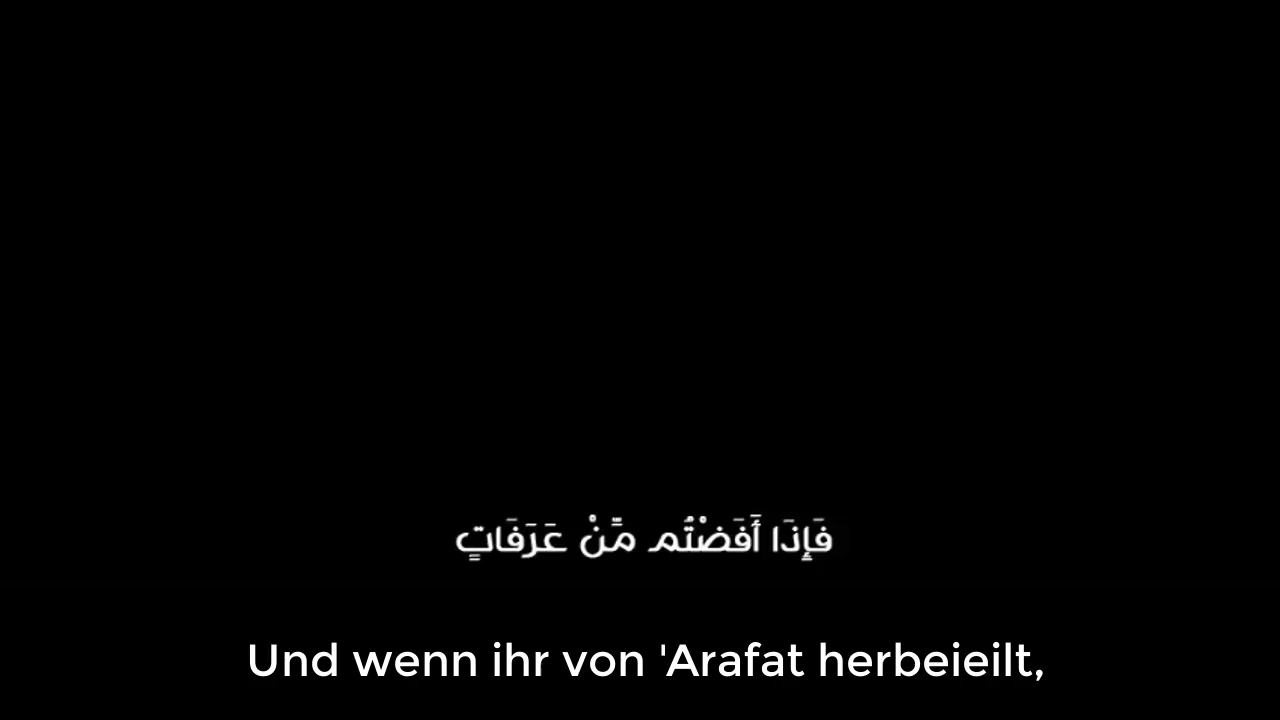 فَإِذَا أَفَضْتُم مِّنْ عَرَفَاتٍ
Und wenn ihr von 'Arafat herbeieilt,